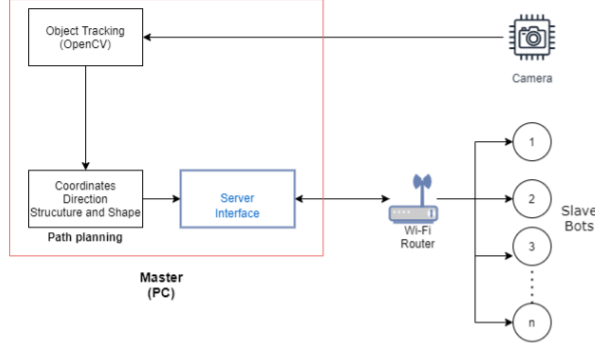 Object Tracking
(OpenCV)
Camera
Coordinates
Direction
Strucuture and Shape
Path planning
Server
Interface
Wi-Fi
Router
1
2
3
n
Slave
Bots
Master
(PC)